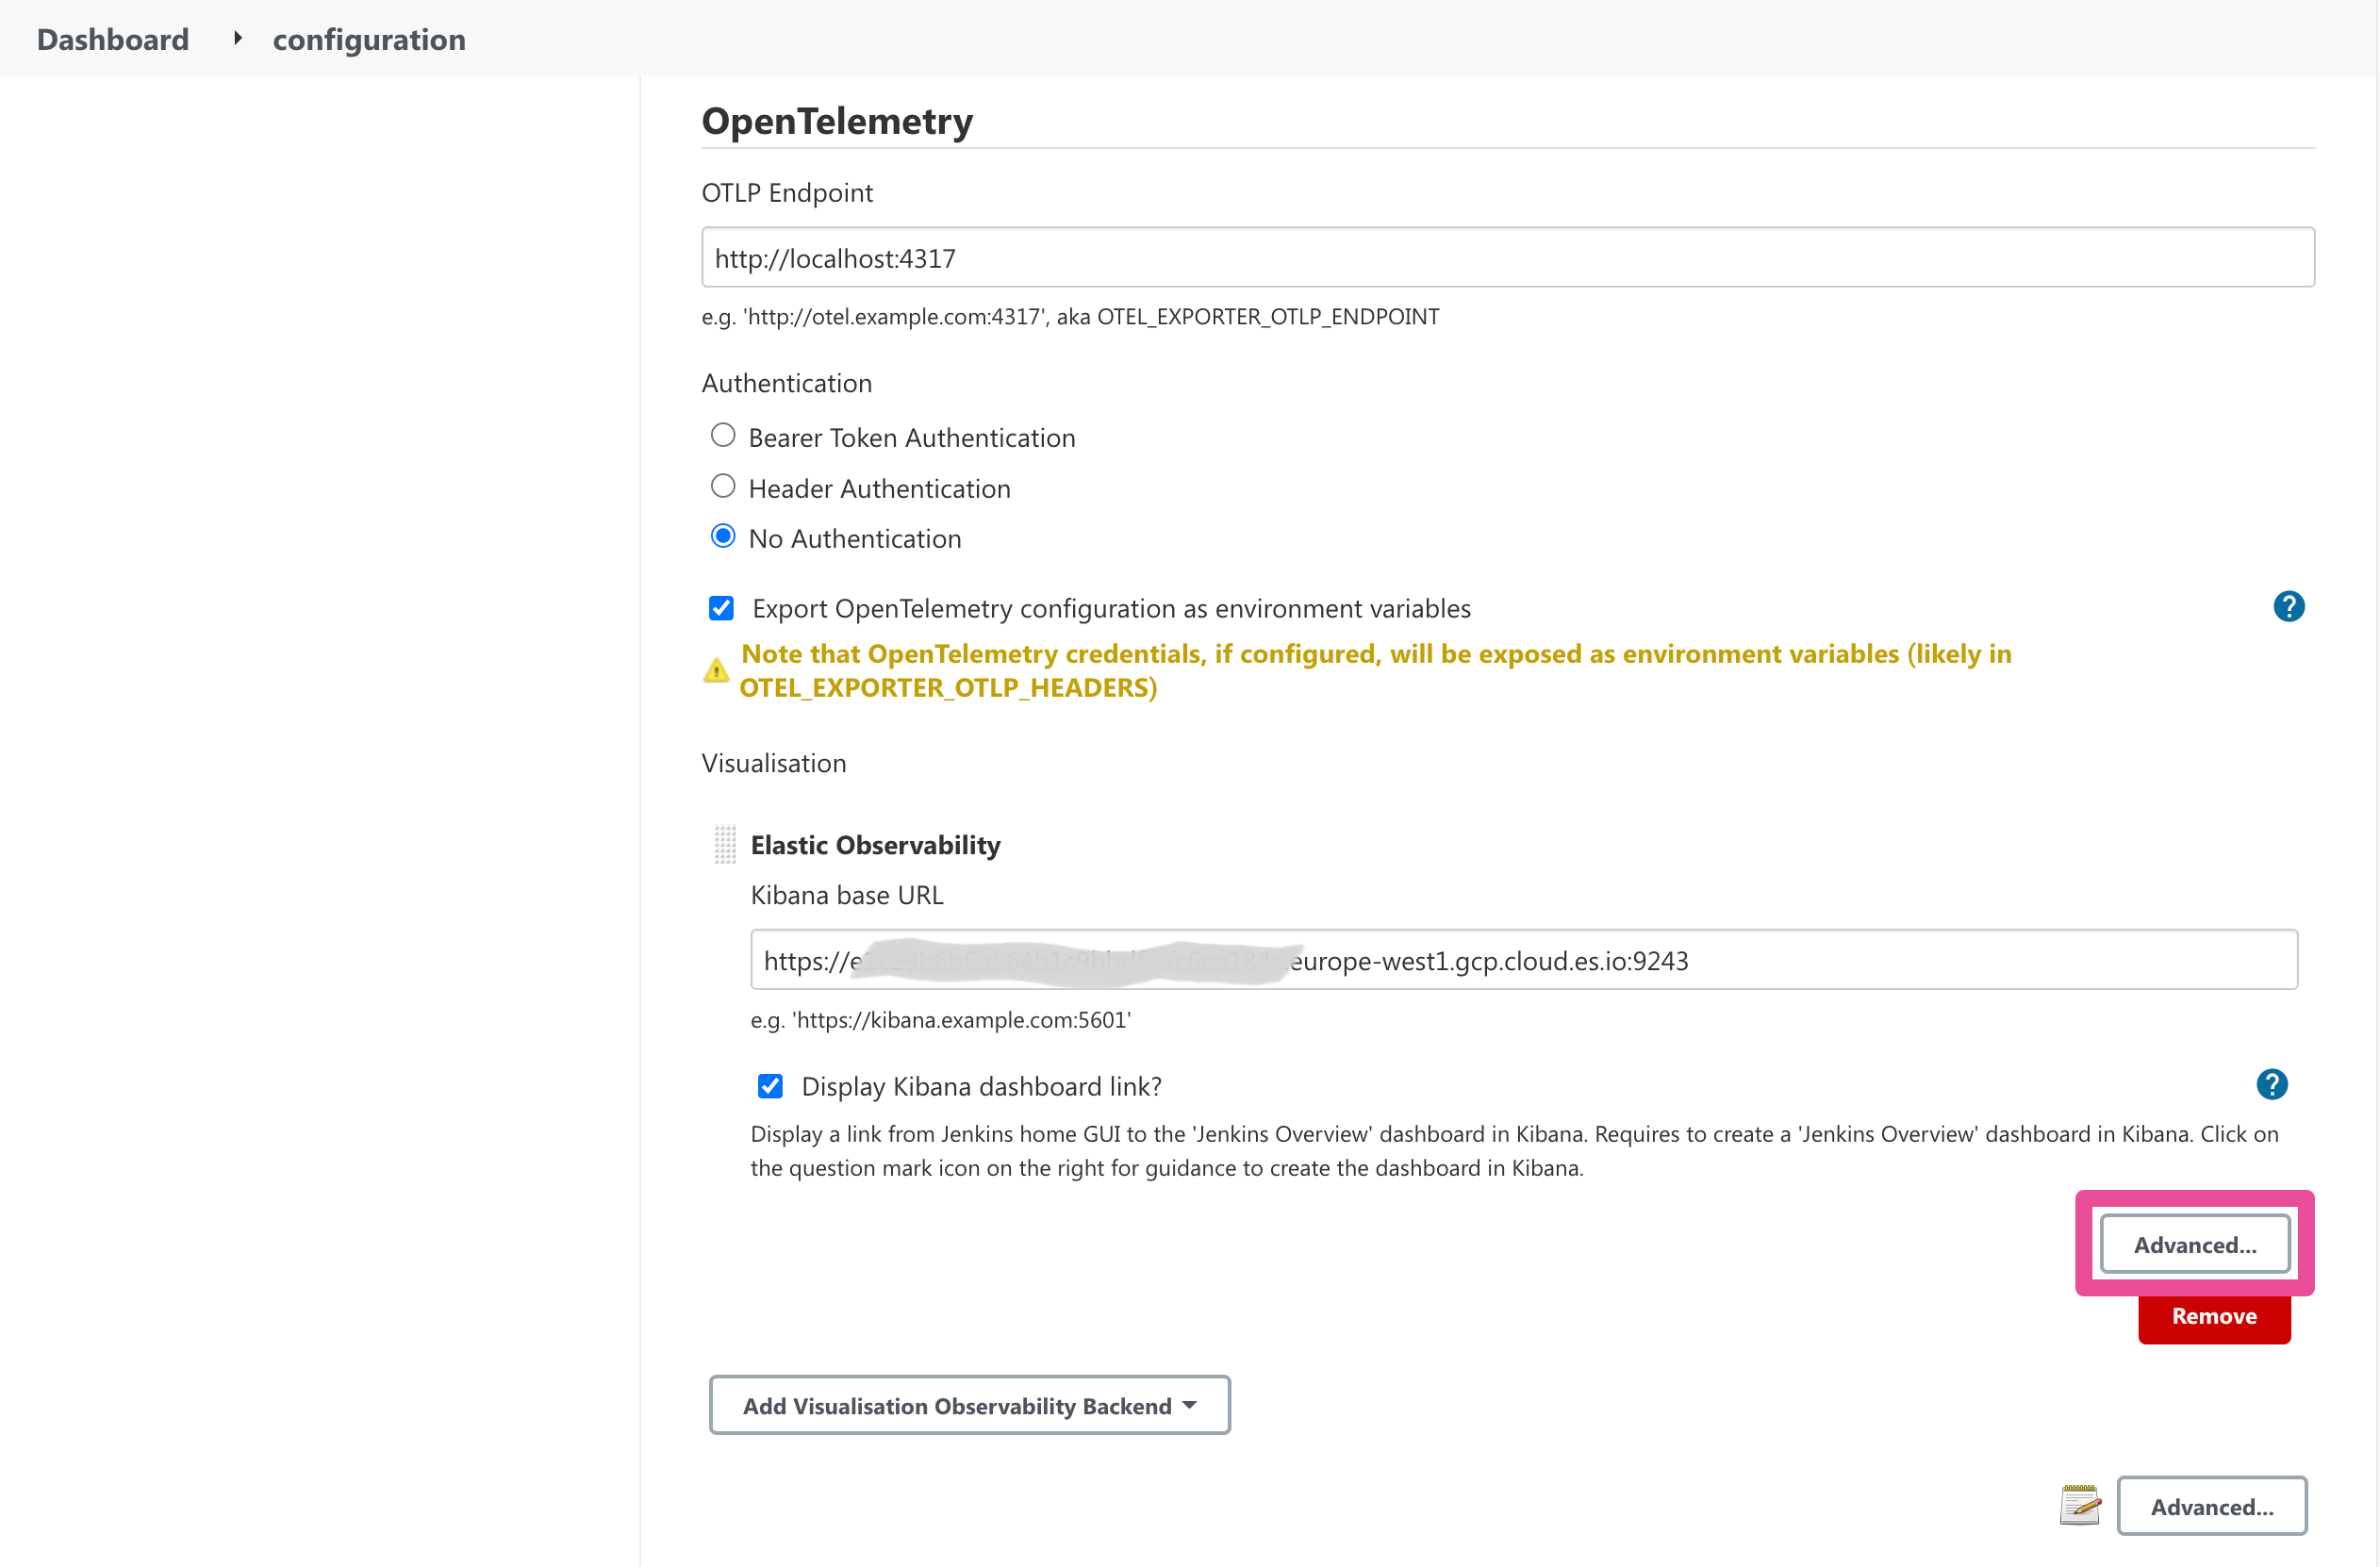 Dashboard configuration
OpenTelemetry
OTLP Endpoint
http://localhost:4317
e.g. 'http://otel.example.com:4317', aka OTEL_EXPORTER_OTLP_ENDPOINT
Authentication
Bearer Token Authentication
Header Authentication
No Authentication
Export OpenTelemetry configuration as environment variables
Note that OpenTelemetry credentials, if configured, will be exposed as environment variables (likely in
OTEL_EXPORTER_OTLP_HEADERS)
Visualisation
Elastic Observability
Kibana base URL
https:// europe-west1.gcp.cloud.es.io:9243
e.g. 'https://kibana.example.com:5601'
Display Kibana dashboard link?
Display a link from Jenkins home GUI to the 'Jenkins Overview' dashboard in Kibana. Requires to create a 'Jenkins Overview' dashboard in Kibana. Click on
the question mark icon on the right for guidance to create the dashboard in Kibana.
Advanced...
Remove
Add Visualisation Observability Backend
Advanced...